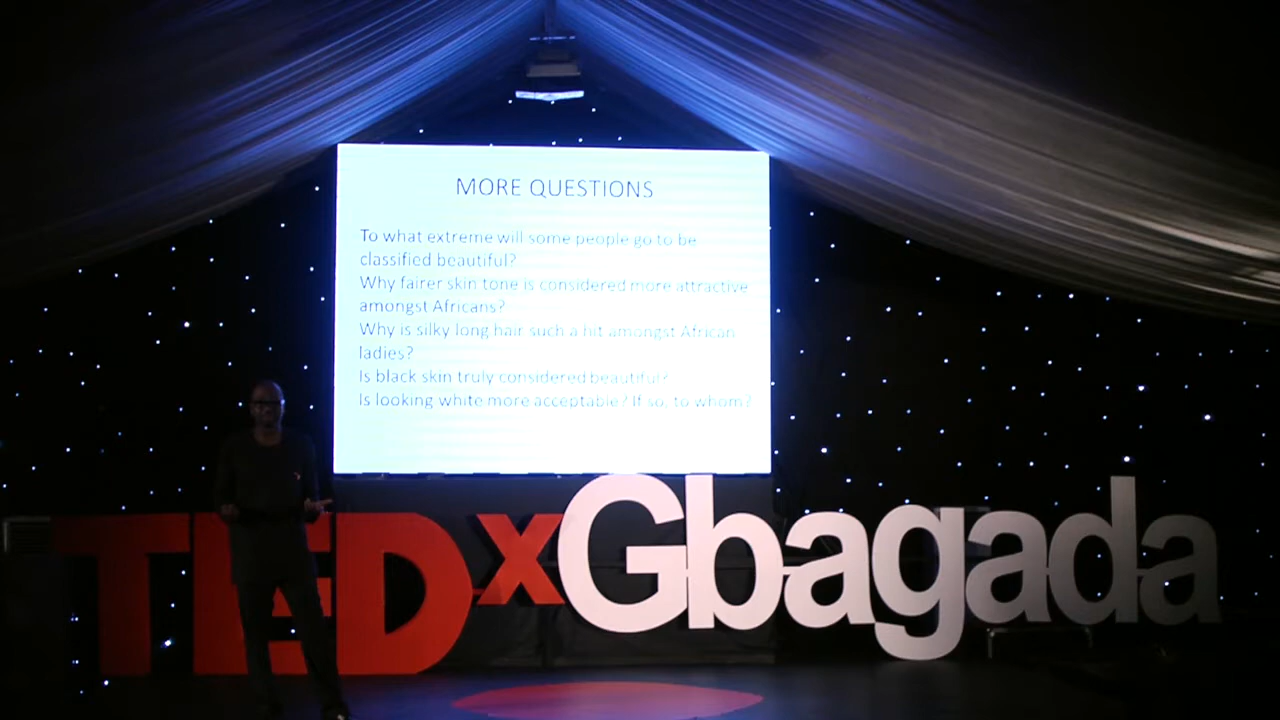 MORE QUESTIONS
To what extreme will some people go to be
classified beautiful?
Why fairer skin tone is considered more attractive
amongst Africans?
Why is silky long hair such a hit amongst African
ladies?
Is black skin truly considered beautiful?
Is looking white more acceptable? If so, to whom?
TEDxGbagada